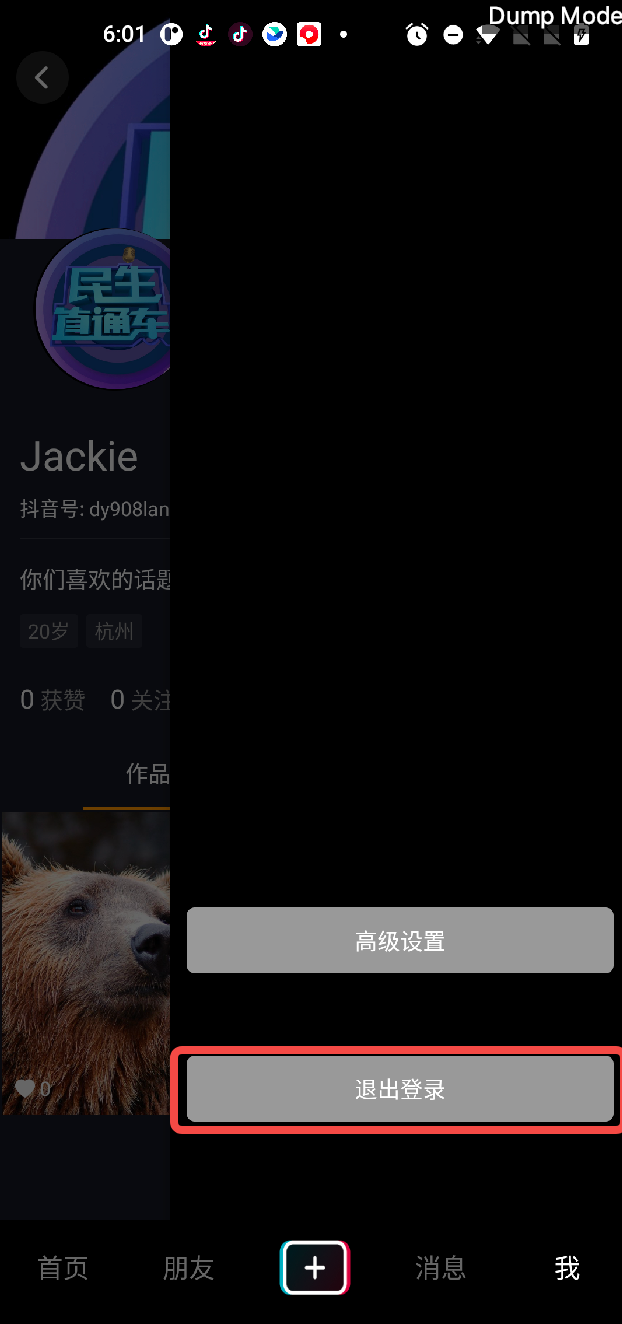 Dump Mode
6:01
民生
直通车
Jackie
抖音号: dy908lan
你们喜欢的话题
20岁
杭州
0 获赞
0 关注
作品
高级设置
0
退出登录
首页
朋友
消息
我